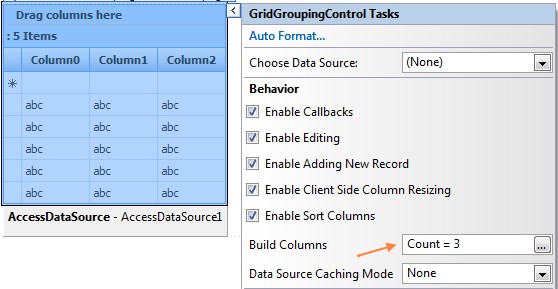 Drag columns here
: 5 Items
Column0 Column1 Column2
abc abc abc
abc abc abc
abc abc abc
abc abc abc
abc abc abc
AccessDataSource - AccessDataSource1
GridGroupingControl Tasks
Auto Format...
Choose Data Source: (None)
Behavior
Enable Callbacks
Enable Editing
Enable Adding New Record
Enable Client Side Column Resizing
Enable Sort Columns
Build Columns Count = 3 ...
Data Source Caching Mode None